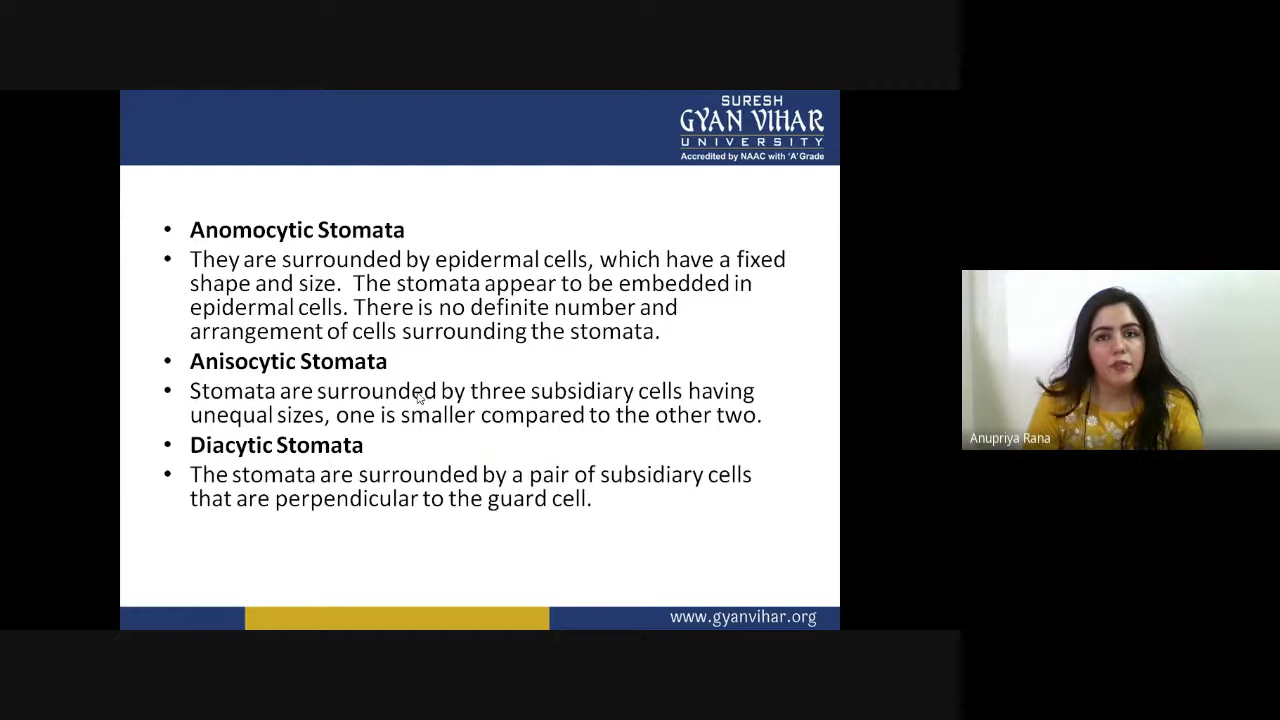 SURESH
GYAN VIHAR
UNIVERSITY
Accredited by NAAC with 'A' Grade
• Anomocytic Stomata
• They are surrounded by epidermal cells, which have a fixed
shape and size. The stomata appear to be embedded in
epidermal cells. There is no definite number and
arrangement of cells surrounding the stomata.
• Anisocytic Stomata
• Stomata are surrounded by three subsidiary cells having
unequal sizes, one is smaller compared to the other two.
• Diacytic Stomata
• The stomata are surrounded by a pair of subsidiary cells
that are perpendicular to the guard cell.
www.gyanvihar.org
Anupriya Rana